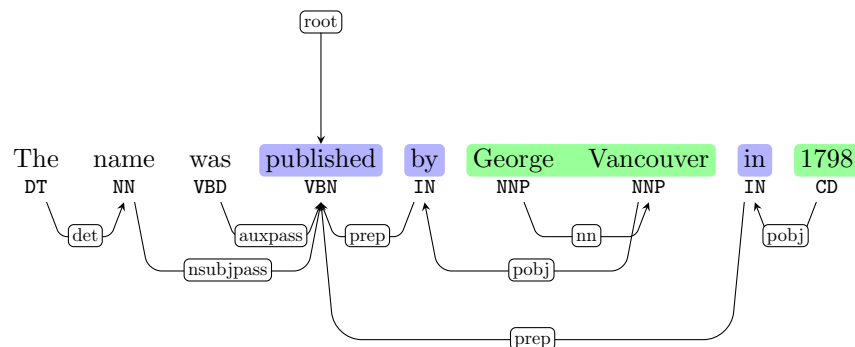 root
The name was published by George Vancouver in 1798
DT NN VBD VBN IN NNP NNP IN CD
det auxpass prep nn pobj
nsubjpass pobj
prep